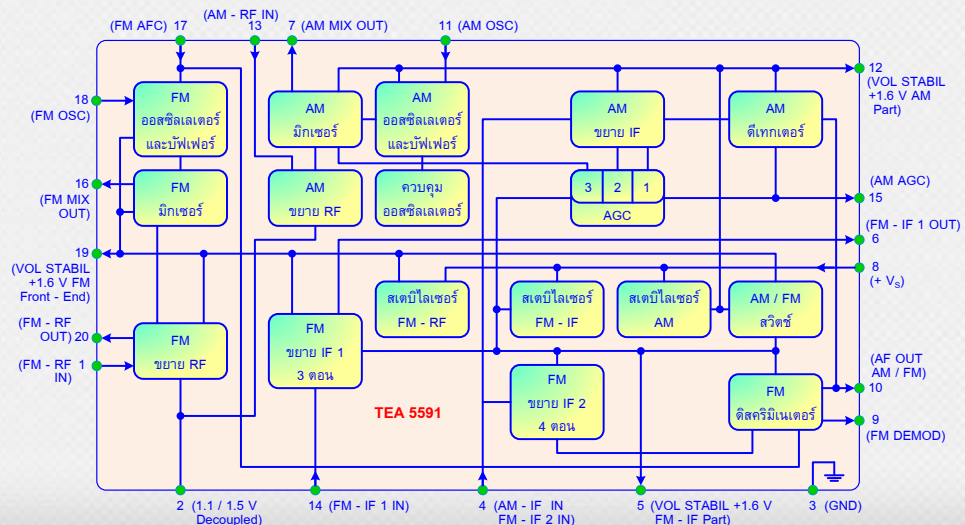 (AM - RF IN)
(FM AFC) 17
13
7 (AM MIX OUT)
11 (AM OSC)
12
(VOL STABIL
+1.6 V AM
Part)
18
(FM OSC)
FM
ออสซิลเลเตอร์
และบัฟเฟอร์
AM
มิกเซอร์
AM
ออสซิลเลเตอร์
และบัฟเฟอร์
AM
ขยาย IF
AM
ดีเทกเตอร์
16
(FM MIX
OUT)
FM
มิกเซอร์
AM
ขยาย RF
ควบคุม
ออสซิลเลเตอร์
3 2 1
AGC
(AM AGC)
15
(FM - IF 1 OUT)
6
19
(VOL STABIL
+1.6 V FM
Front - End)
8
(+ VS)
สเตบิไลเซอร์
FM - RF
สเตบิไลเซอร์
FM - IF
สเตบิไลเซอร์
AM
AM / FM
สวิตช์
(FM - RF
OUT) 20
(FM - RF 1
IN)
FM
ขยาย RF
FM
ขยาย IF 1
3 ตอน
FM
ขยาย IF 2
4 ตอน
FM
ดิสคริมิเนเตอร์
(AF OUT
AM / FM)
10
9
(FM DEMOD)
TEA 5591
2 (1.1 / 1.5 V
Decoupled)
14 (FM - IF 1 IN)
4 (AM - IF IN
FM - IF 2 IN)
5 (VOL STABIL +1.6 V
FM - IF Part)
3 (GND)